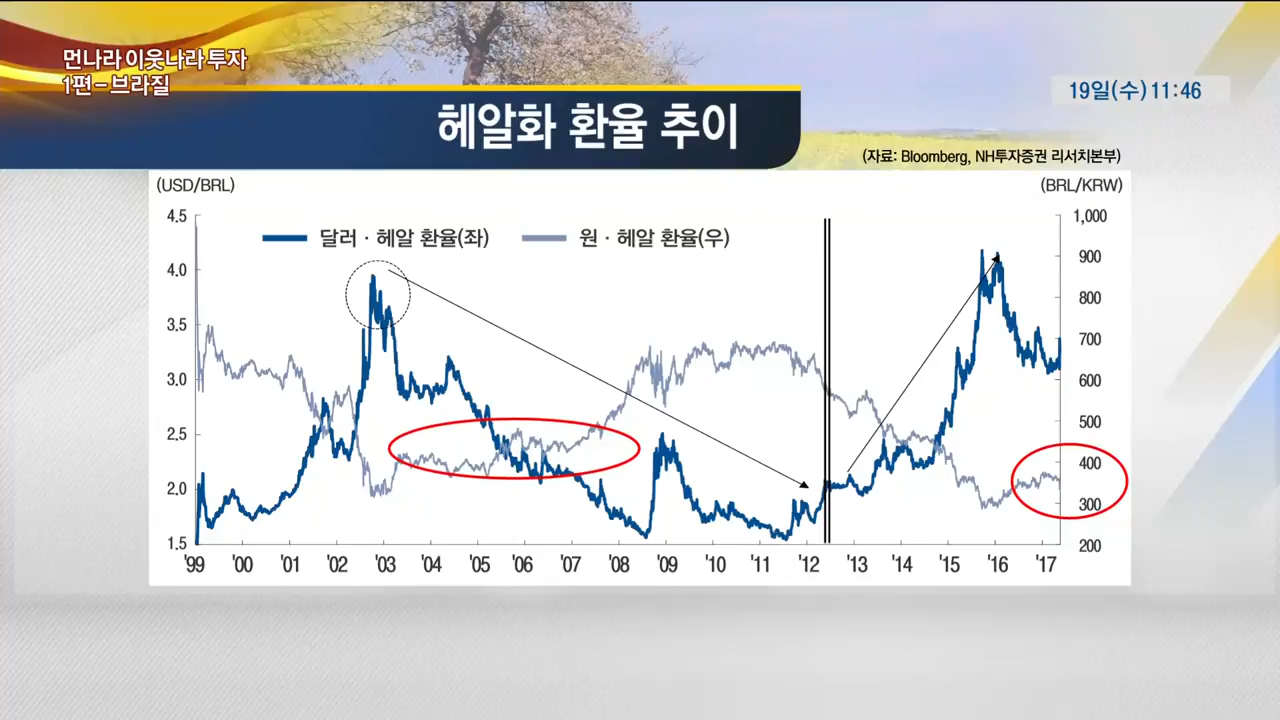 먼나라 이웃나라 투자
1편 - 브라질
19일(수) 11:46
헤알화 환율 추이
(자료: Bloomberg, NH투자증권 리서치본부)
(USD/BRL)
(BRL/KRW)
달러 · 헤알 환율(좌)
원 · 헤알 환율(우)
4.5
4.0
3.5
3.0
2.5
2.0
1.5
1,000
900
800
700
600
500
400
300
200
'99 '00 '01 '02 '03 '04 '05 '06 '07 '08 '09 '10 '11 '12 '13 '14 '15 '16 '17